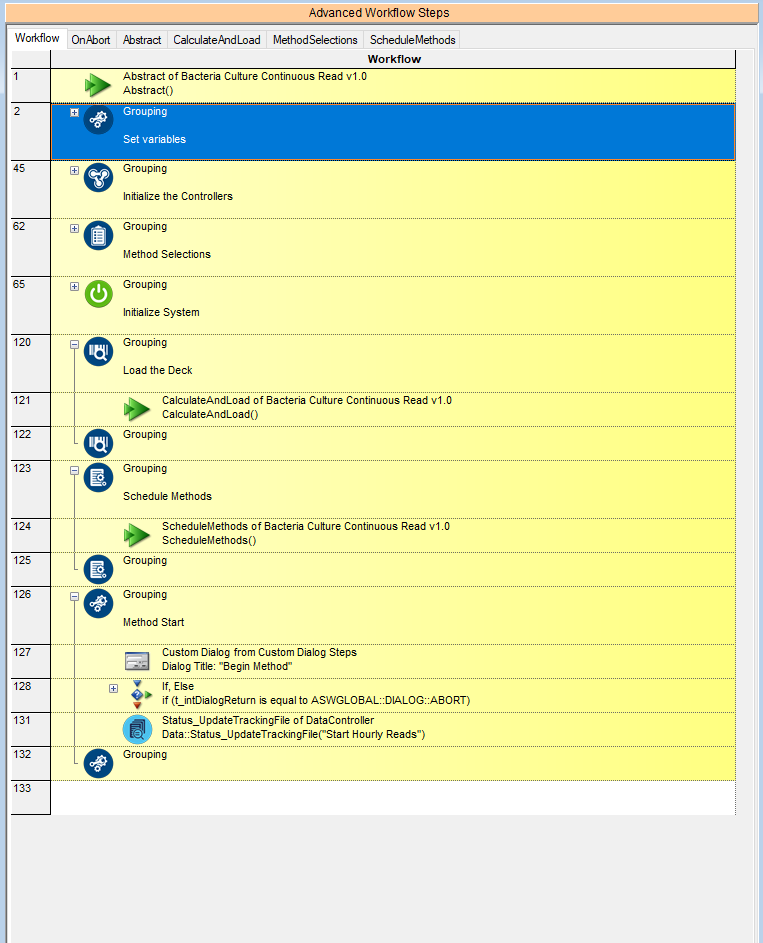 Advanced Workflow Steps
Workflow OnAbort Abstract CalculateAndLoad MethodSelections ScheduleMethods
Workflow
1 Abstract of Bacteria Culture Continuous Read v1.0
Abstract()
2 Grouping
Set variables
45 Grouping
Initialize the Controllers
62 Grouping
Method Selections
65 Grouping
Initialize System
120 Grouping
Load the Deck
121 CalculateAndLoad of Bacteria Culture Continuous Read v1.0
CalculateAndLoad()
122 Grouping
123 Grouping
Schedule Methods
124 ScheduleMethods of Bacteria Culture Continuous Read v1.0
ScheduleMethods()
125 Grouping
126 Grouping
Method Start
127 Custom Dialog from Custom Dialog Steps
Dialog Title: "Begin Method"
128 If, Else
if (t_intDialogReturn is equal to ASWGLOBAL::DIALOG::ABORT)
131 Status_UpdateTrackingFile of DataController
Data::Status_UpdateTrackingFile("Start Hourly Reads")
132 Grouping
133